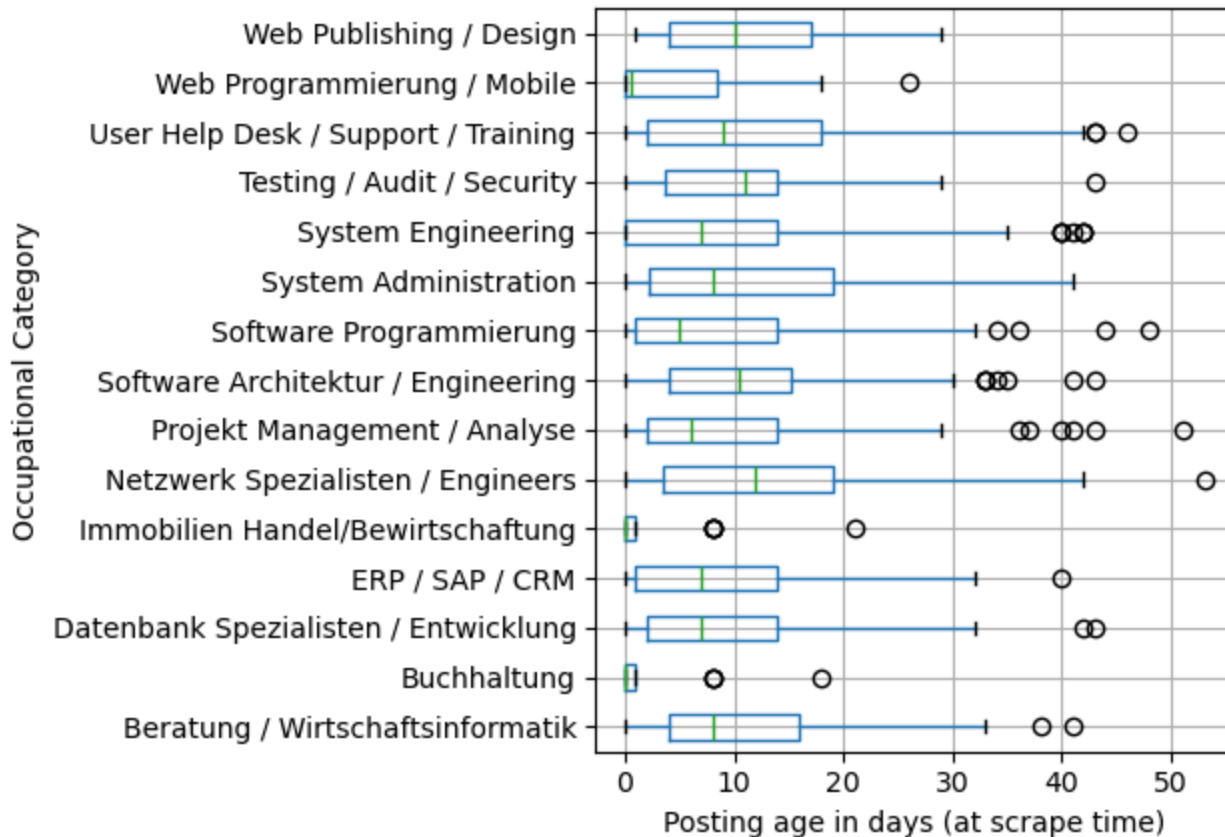 Web Publishing / Design
Web Programmierung / Mobile
User Help Desk / Support / Training
Testing / Audit / Security
System Engineering
System Administration
Software Programmierung
Software Architektur / Engineering
Projekt Management / Analyse
Netzwerk Spezialisten / Engineers
Immobilien Handel/Bewirtschaftung
ERP / SAP / CRM
Datenbank Spezialisten / Entwicklung
Buchhaltung
Beratung / Wirtschaftsinformatik
Occupational Category
0 10 20 30 40 50
Posting age in days (at scrape time)